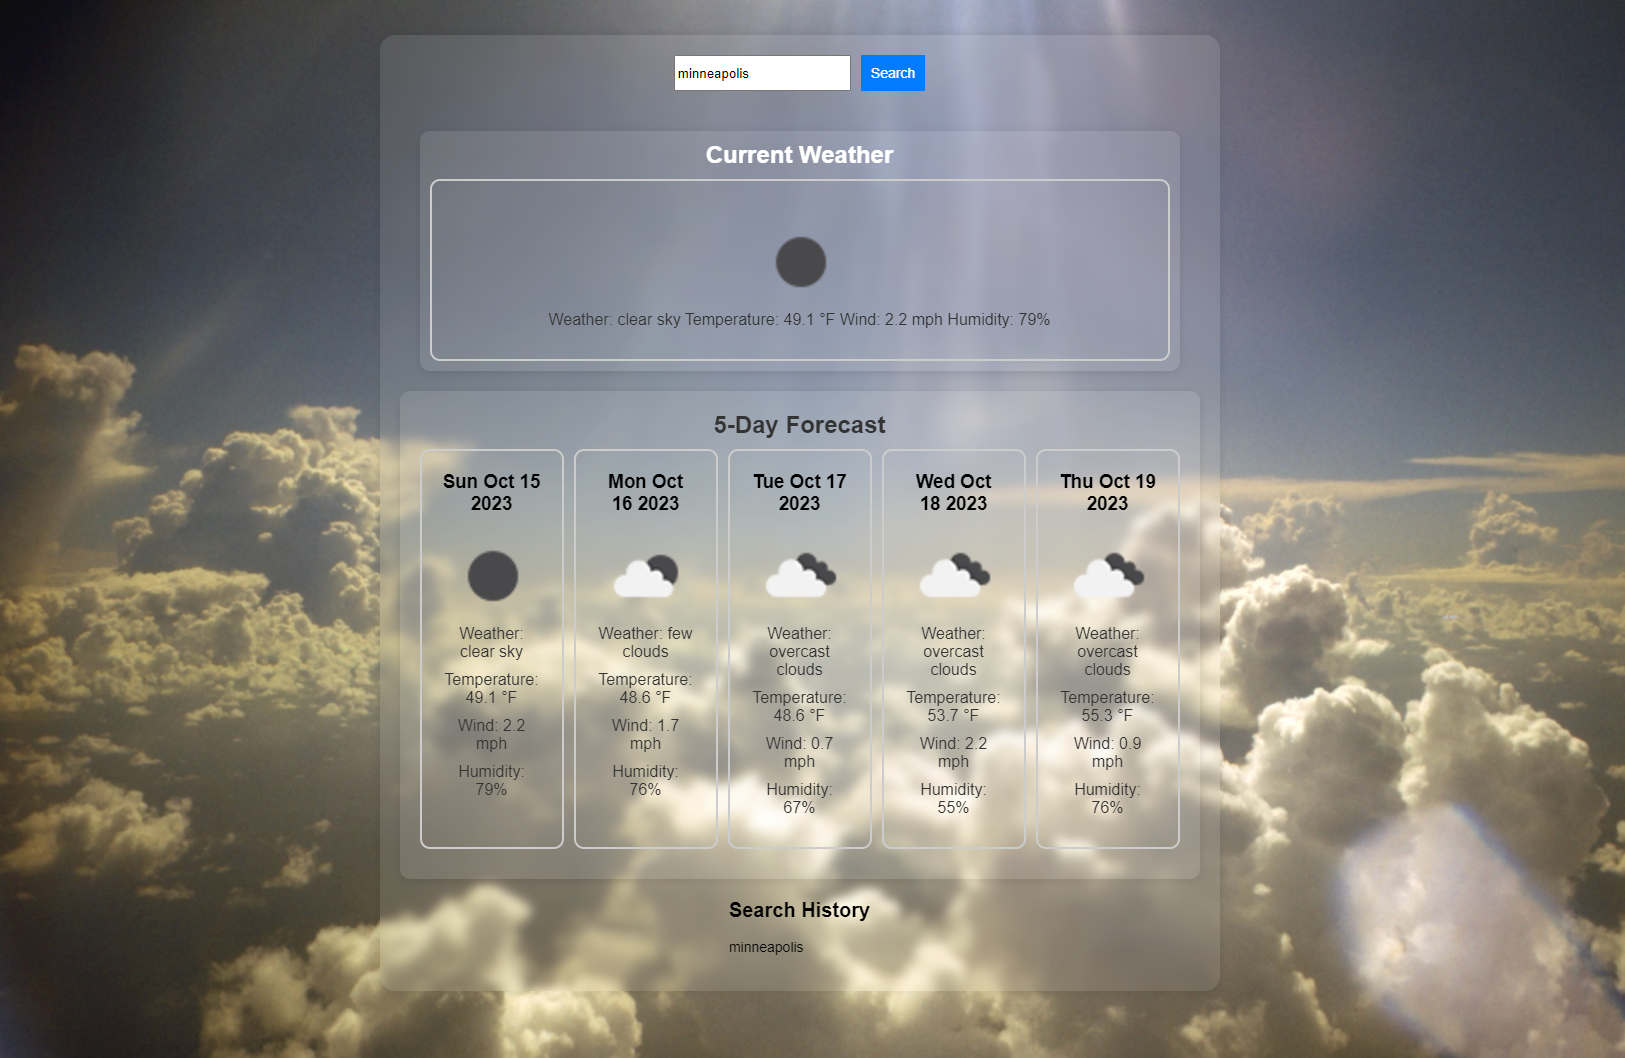 minneapolis
Search
Current Weather
Weather: clear sky Temperature: 49.1 °F Wind: 2.2 mph Humidity: 79%
5-Day Forecast
Sun Oct 15
2023
Weather:
clear sky
Temperature:
49.1 °F
Wind: 2.2
mph
Humidity:
79%
Mon Oct
16 2023
Weather: few
clouds
Temperature:
48.6 °F
Wind: 1.7
mph
Humidity:
76%
Tue Oct 17
2023
Weather:
overcast
clouds
Temperature:
48.6 °F
Wind: 0.7
mph
Humidity:
67%
Wed Oct
18 2023
Weather:
overcast
clouds
Temperature:
53.7 °F
Wind: 2.2
mph
Humidity:
55%
Thu Oct 19
2023
Weather:
overcast
clouds
Temperature:
55.3 °F
Wind: 0.9
mph
Humidity:
76%
Search History
minneapolis